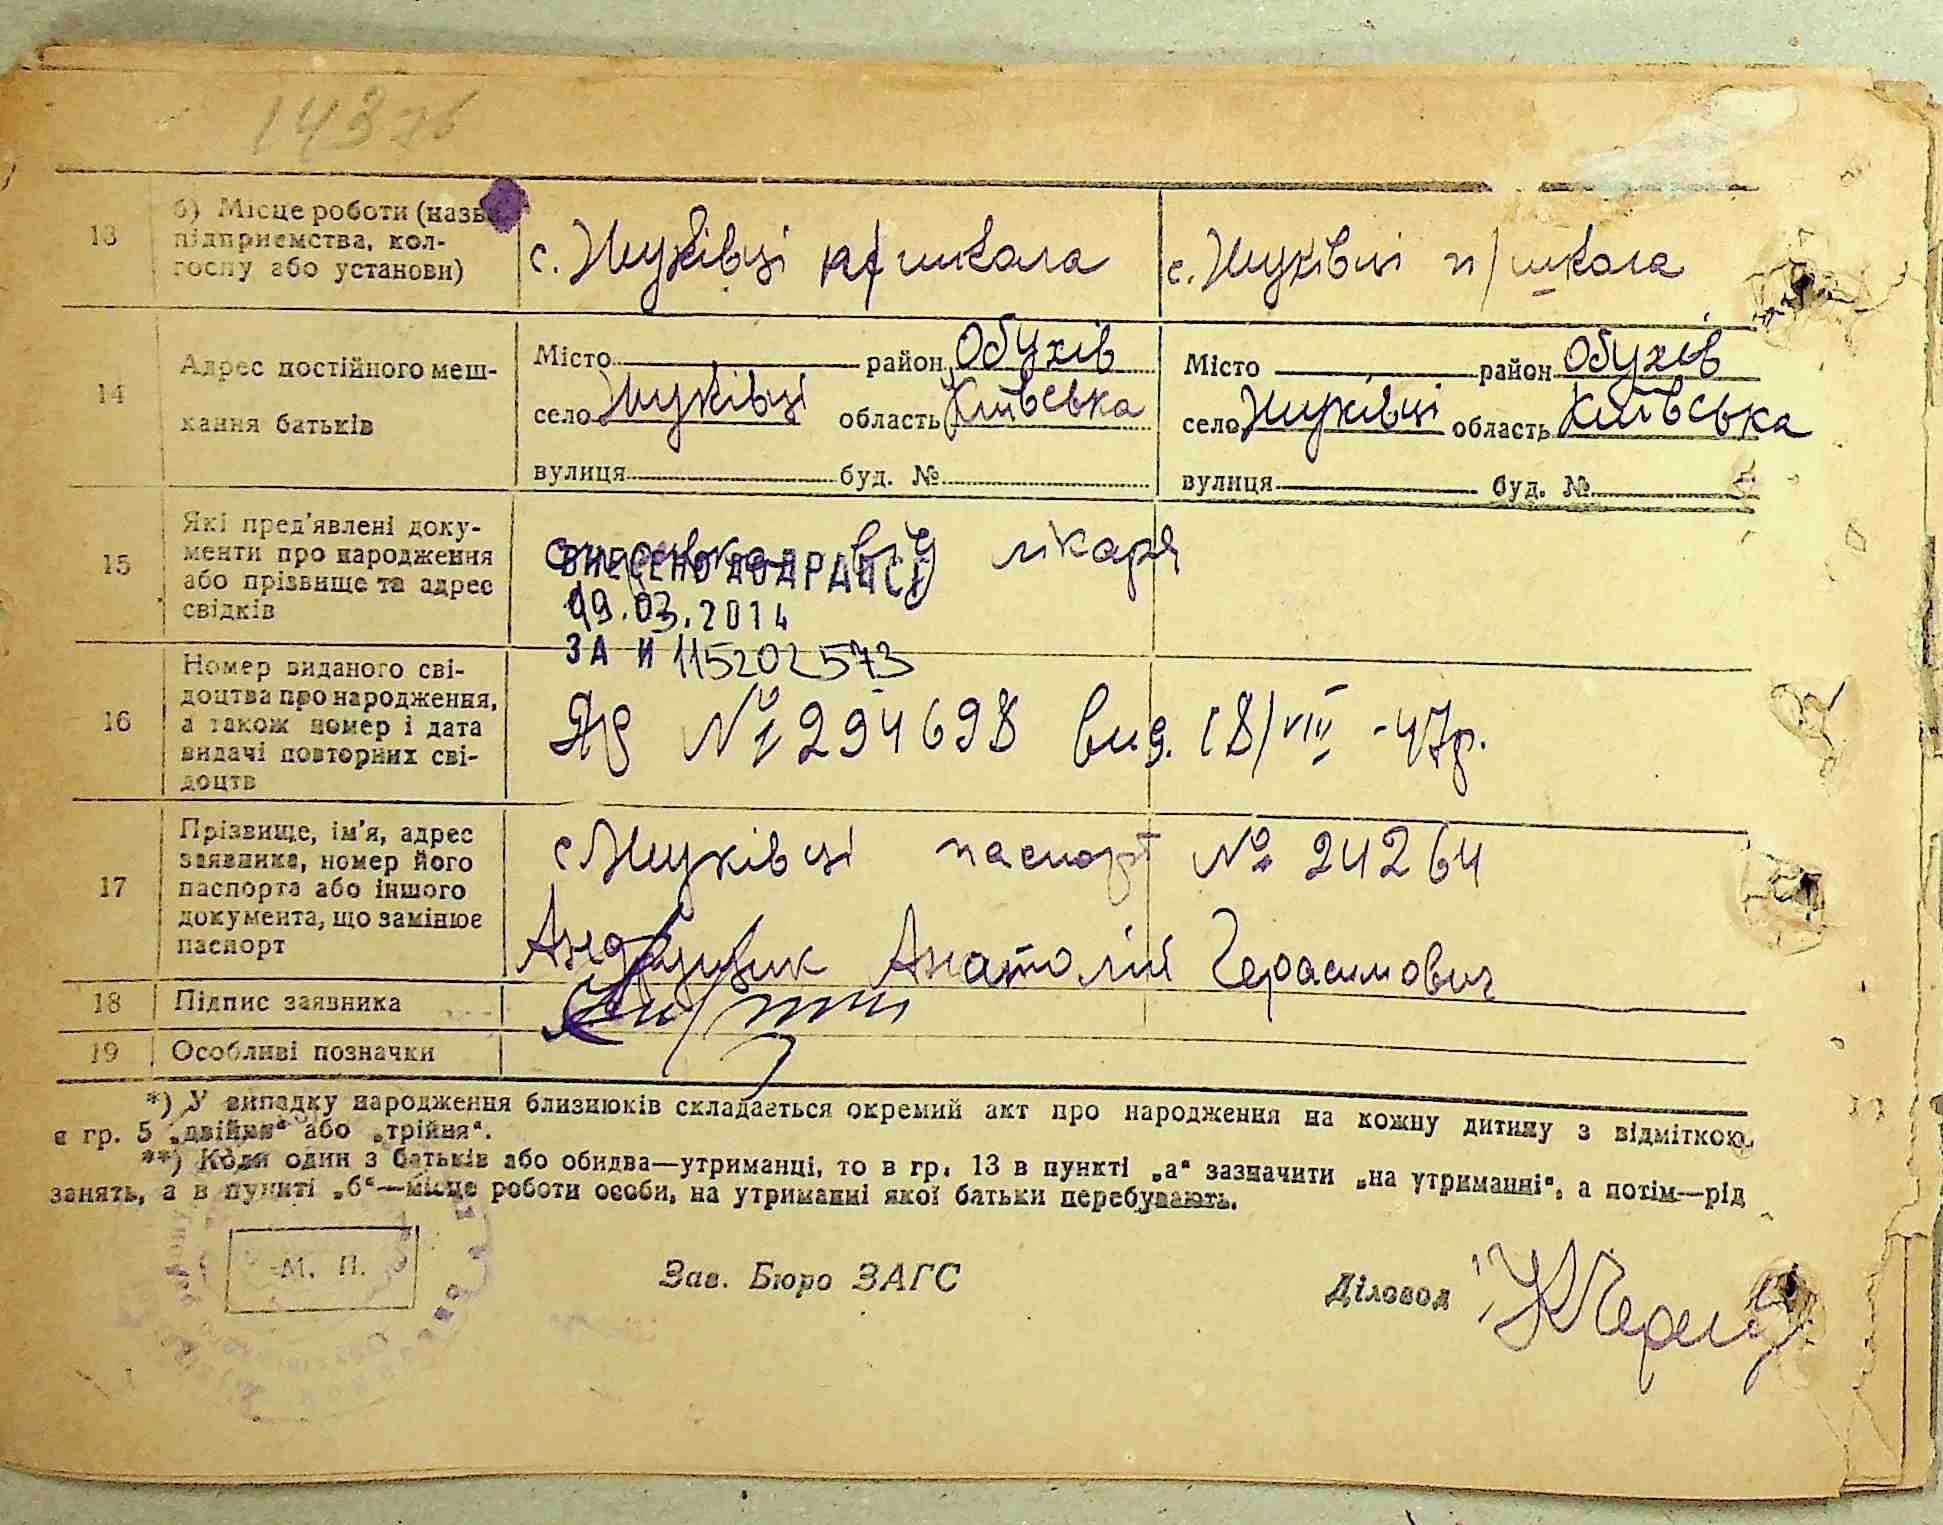 143 зв
13
б) Місце роботи (назва підприємства, колгоспу або установи)
с. Жуківці н/школа
с. Жуківці п/школа
14
Адрес постійного мешкання батьків
Місто район Обухів
село Жуківці область Київська
вулиця буд. №
Місто район Обухів
село Жуківці область Київська
вулиця буд. №
15
Які пред'явлені документи про народження або прізвище та адрес свідків
справка від лікаря
ВНЕСЕНО ДО ДРАЦСГ
19.03.2014
ЗА № 115202573
16
Номер виданого свідоцтва про народження, а також номер і дата видачі повторних свідоцтв
№ 294698 вид. 18/VIII -47р.
17
Прізвище, ім'я, адрес заявника, номер його паспорта або іншого документа, що замінює паспорт
с Жуківці паспорт № 24264
Анатолій Герасимович
18
Підпис заявника
19
Особливі позначки
*) У випадку народження близнюків складається окремий акт про народження на кожну дитину з відміткою
в гр. 5 „двійня“ або „трійня“.
**) Коли один з батьків або обидва—утриманці, то в гр. 13 в пункті „а“ зазначити „на утриманні“, а потім—рід
занять, а в пункті „б“—місце роботи особи, на утриманні якої батьки перебувають.
М. П.
Зав. Бюро ЗАГС
Діловод